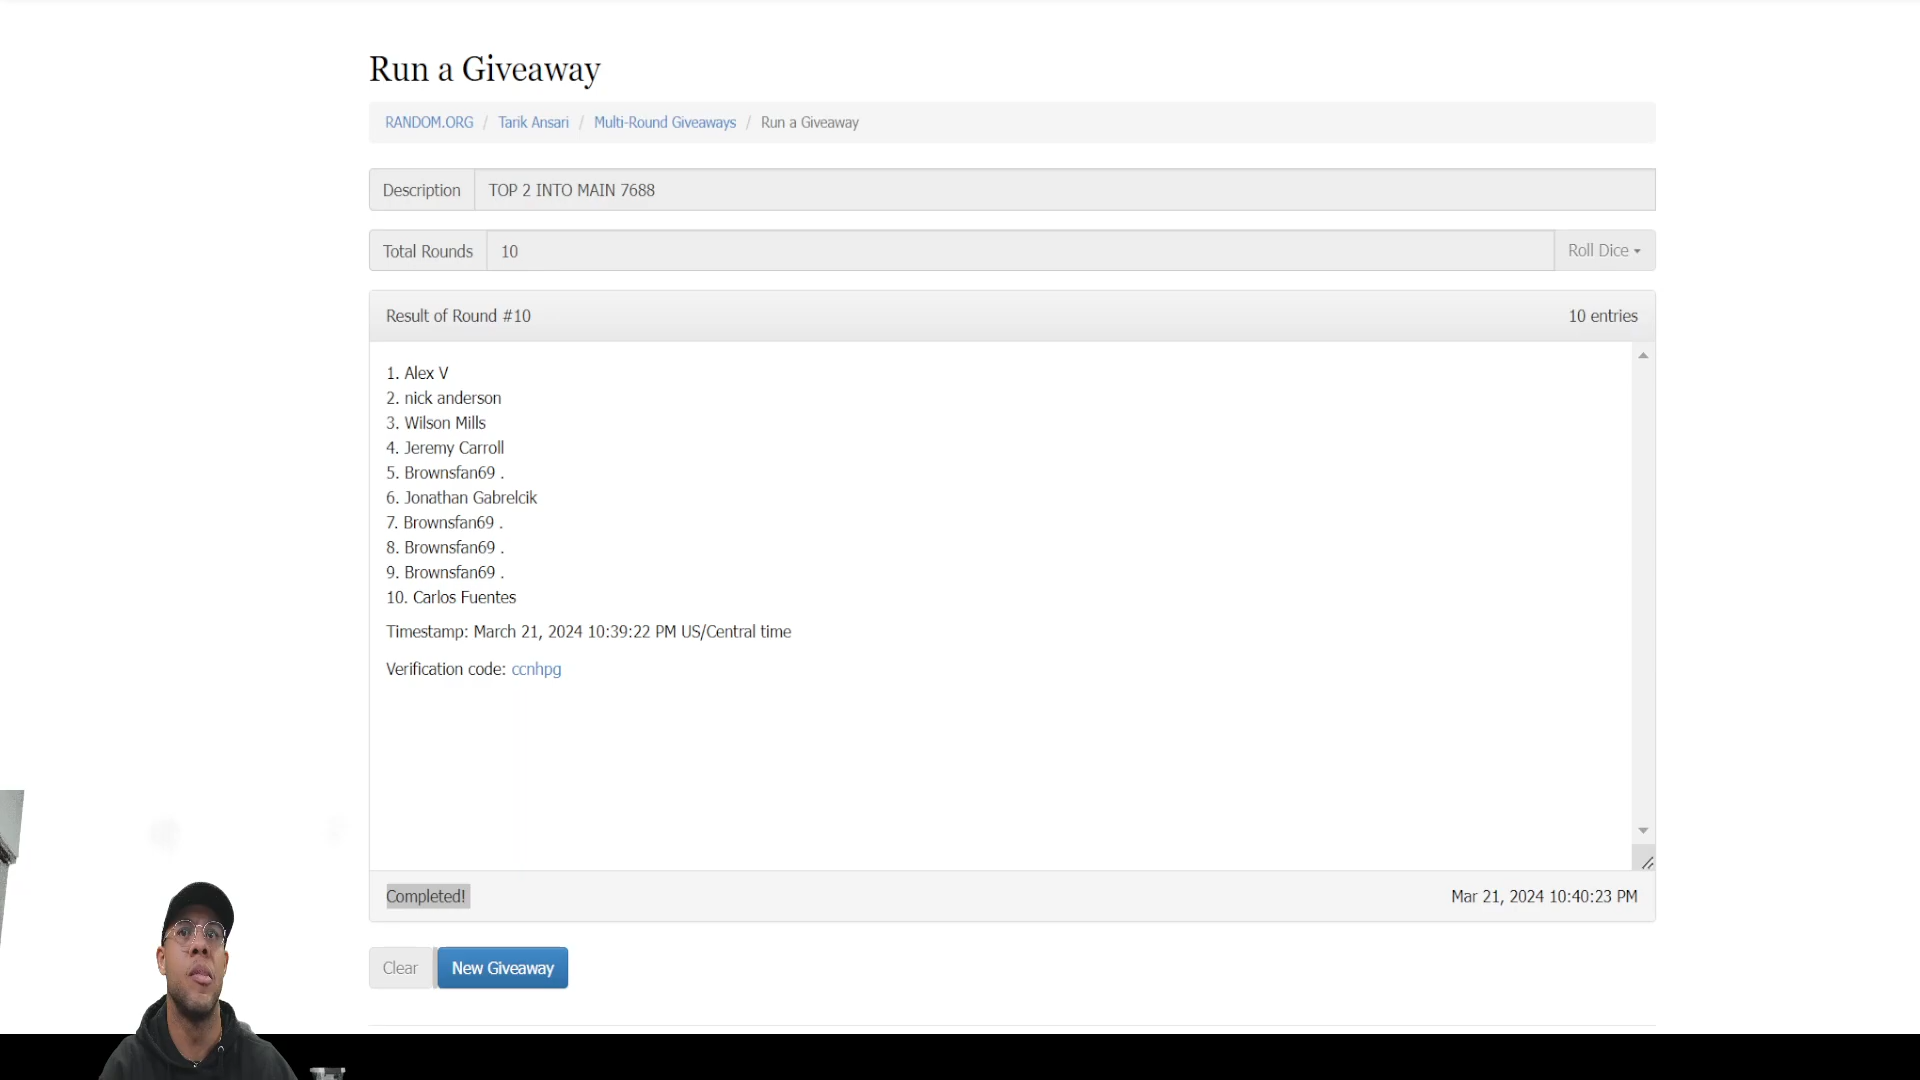 Run a Giveaway
RANDOM.ORG / Tarik Ansari / Multi-Round Giveaways / Run a Giveaway
Description TOP 2 INTO MAIN 7688
Total Rounds 10 Roll Dice
Result of Round #10 10 entries
1. Alex V
2. nick anderson
3. Wilson Mills
4. Jeremy Carroll
5. Brownsfan69 .
6. Jonathan Gabrelcik
7. Brownsfan69 .
8. Brownsfan69 .
9. Brownsfan69 .
10. Carlos Fuentes
Timestamp: March 21, 2024 10:39:22 PM US/Central time
Verification code: ccnhpg
Completed! Mar 21, 2024 10:40:23 PM
Clear New Giveaway